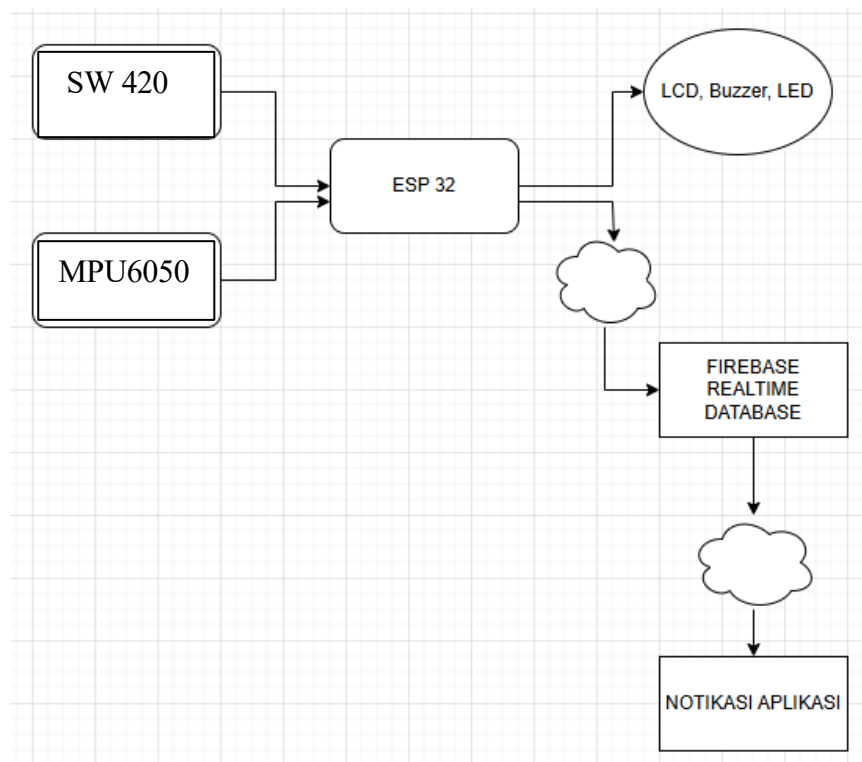 SW 420
LCD, Buzzer, LED
ESP 32
MPU6050
FIREBASE
REALTIME
DATABASE
NOTIKASI APLIKASI